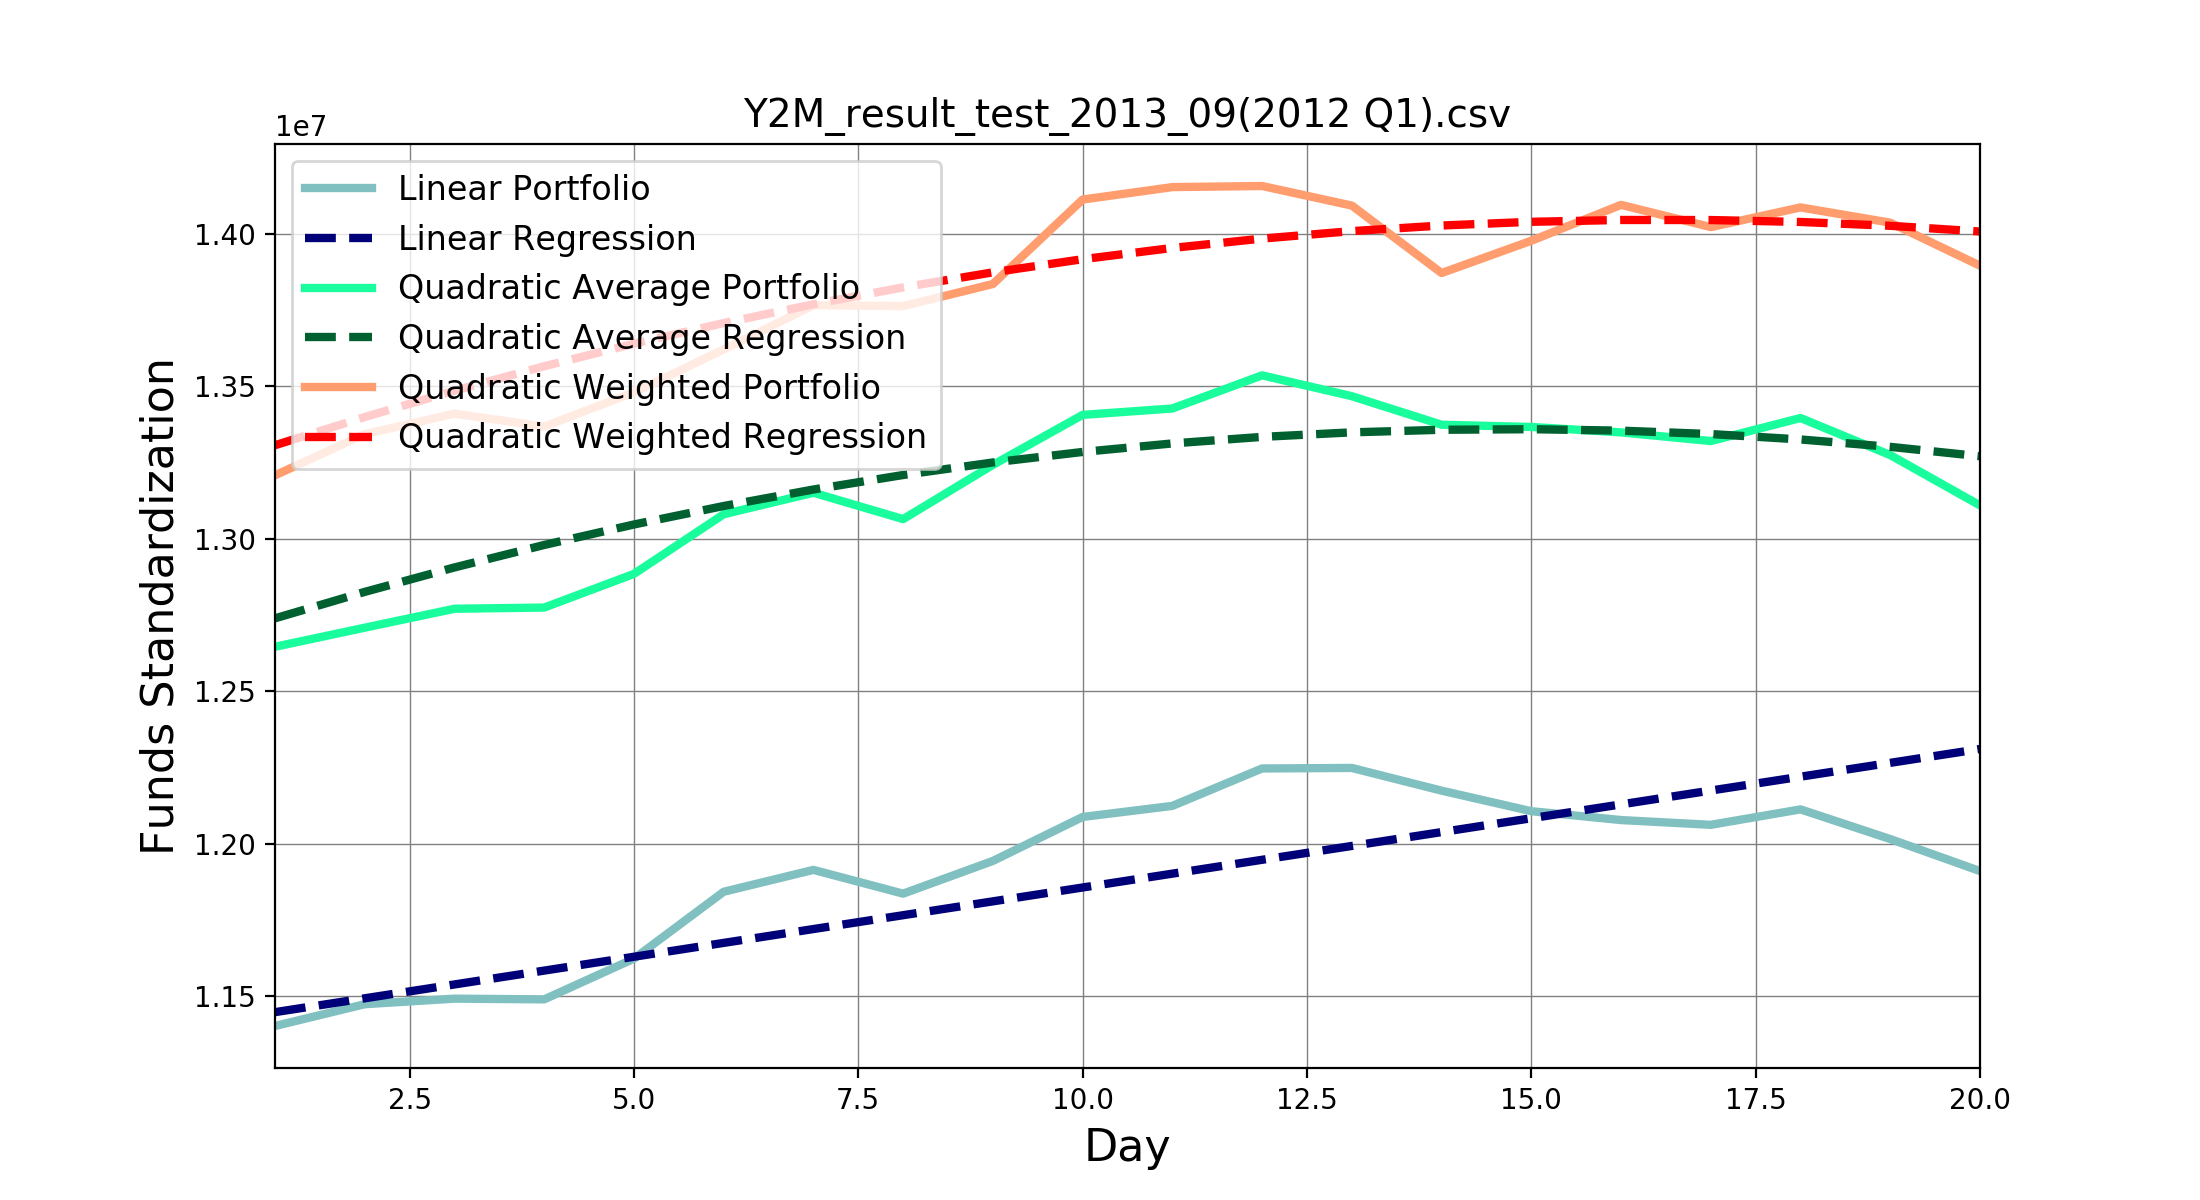 Y2M_result_test_2013_09(2012 Q1).csv
1e7
Linear Portfolio
Linear Regression
Quadratic Average Portfolio
Quadratic Average Regression
Quadratic Weighted Portfolio
Quadratic Weighted Regression
Funds Standardization
1.40
1.35
1.30
1.25
1.20
1.15
2.5 5.0 7.5 10.0 12.5 15.0 17.5 20.0
Day